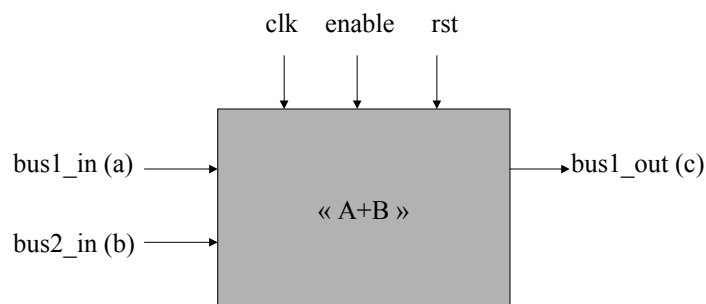 clk enable rst
bus1_in (a) bus1_out (c)
« A+B »
bus2_in (b)